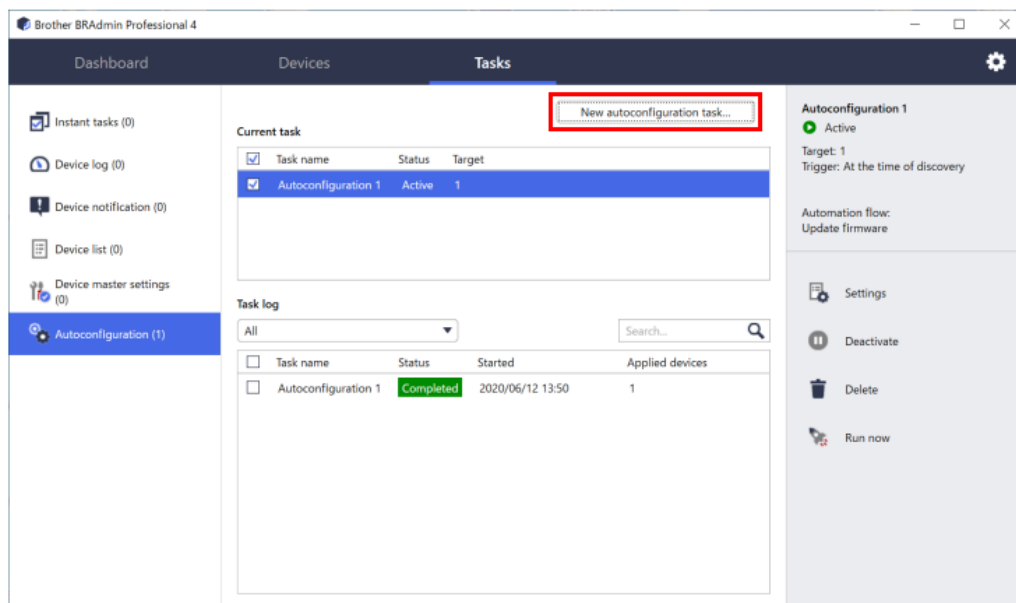 Brother BRAdmin Professional 4
Dashboard
Devices
Tasks
Instant tasks (0)
Device log (0)
Device notification (0)
Device list (0)
Device master settings
(0)
Autoconfiguration (1)
New autoconfiguration task...
Current task
Task name Status Target
Autoconfiguration 1 Active 1
Task log
All
Search...
Task name Status Started Applied devices
Autoconfiguration 1 Completed 2020/06/12 13:50 1
Autoconfiguration 1
Active
Target: 1
Trigger: At the time of discovery
Automation flow:
Update firmware
Settings
Deactivate
Delete
Run now